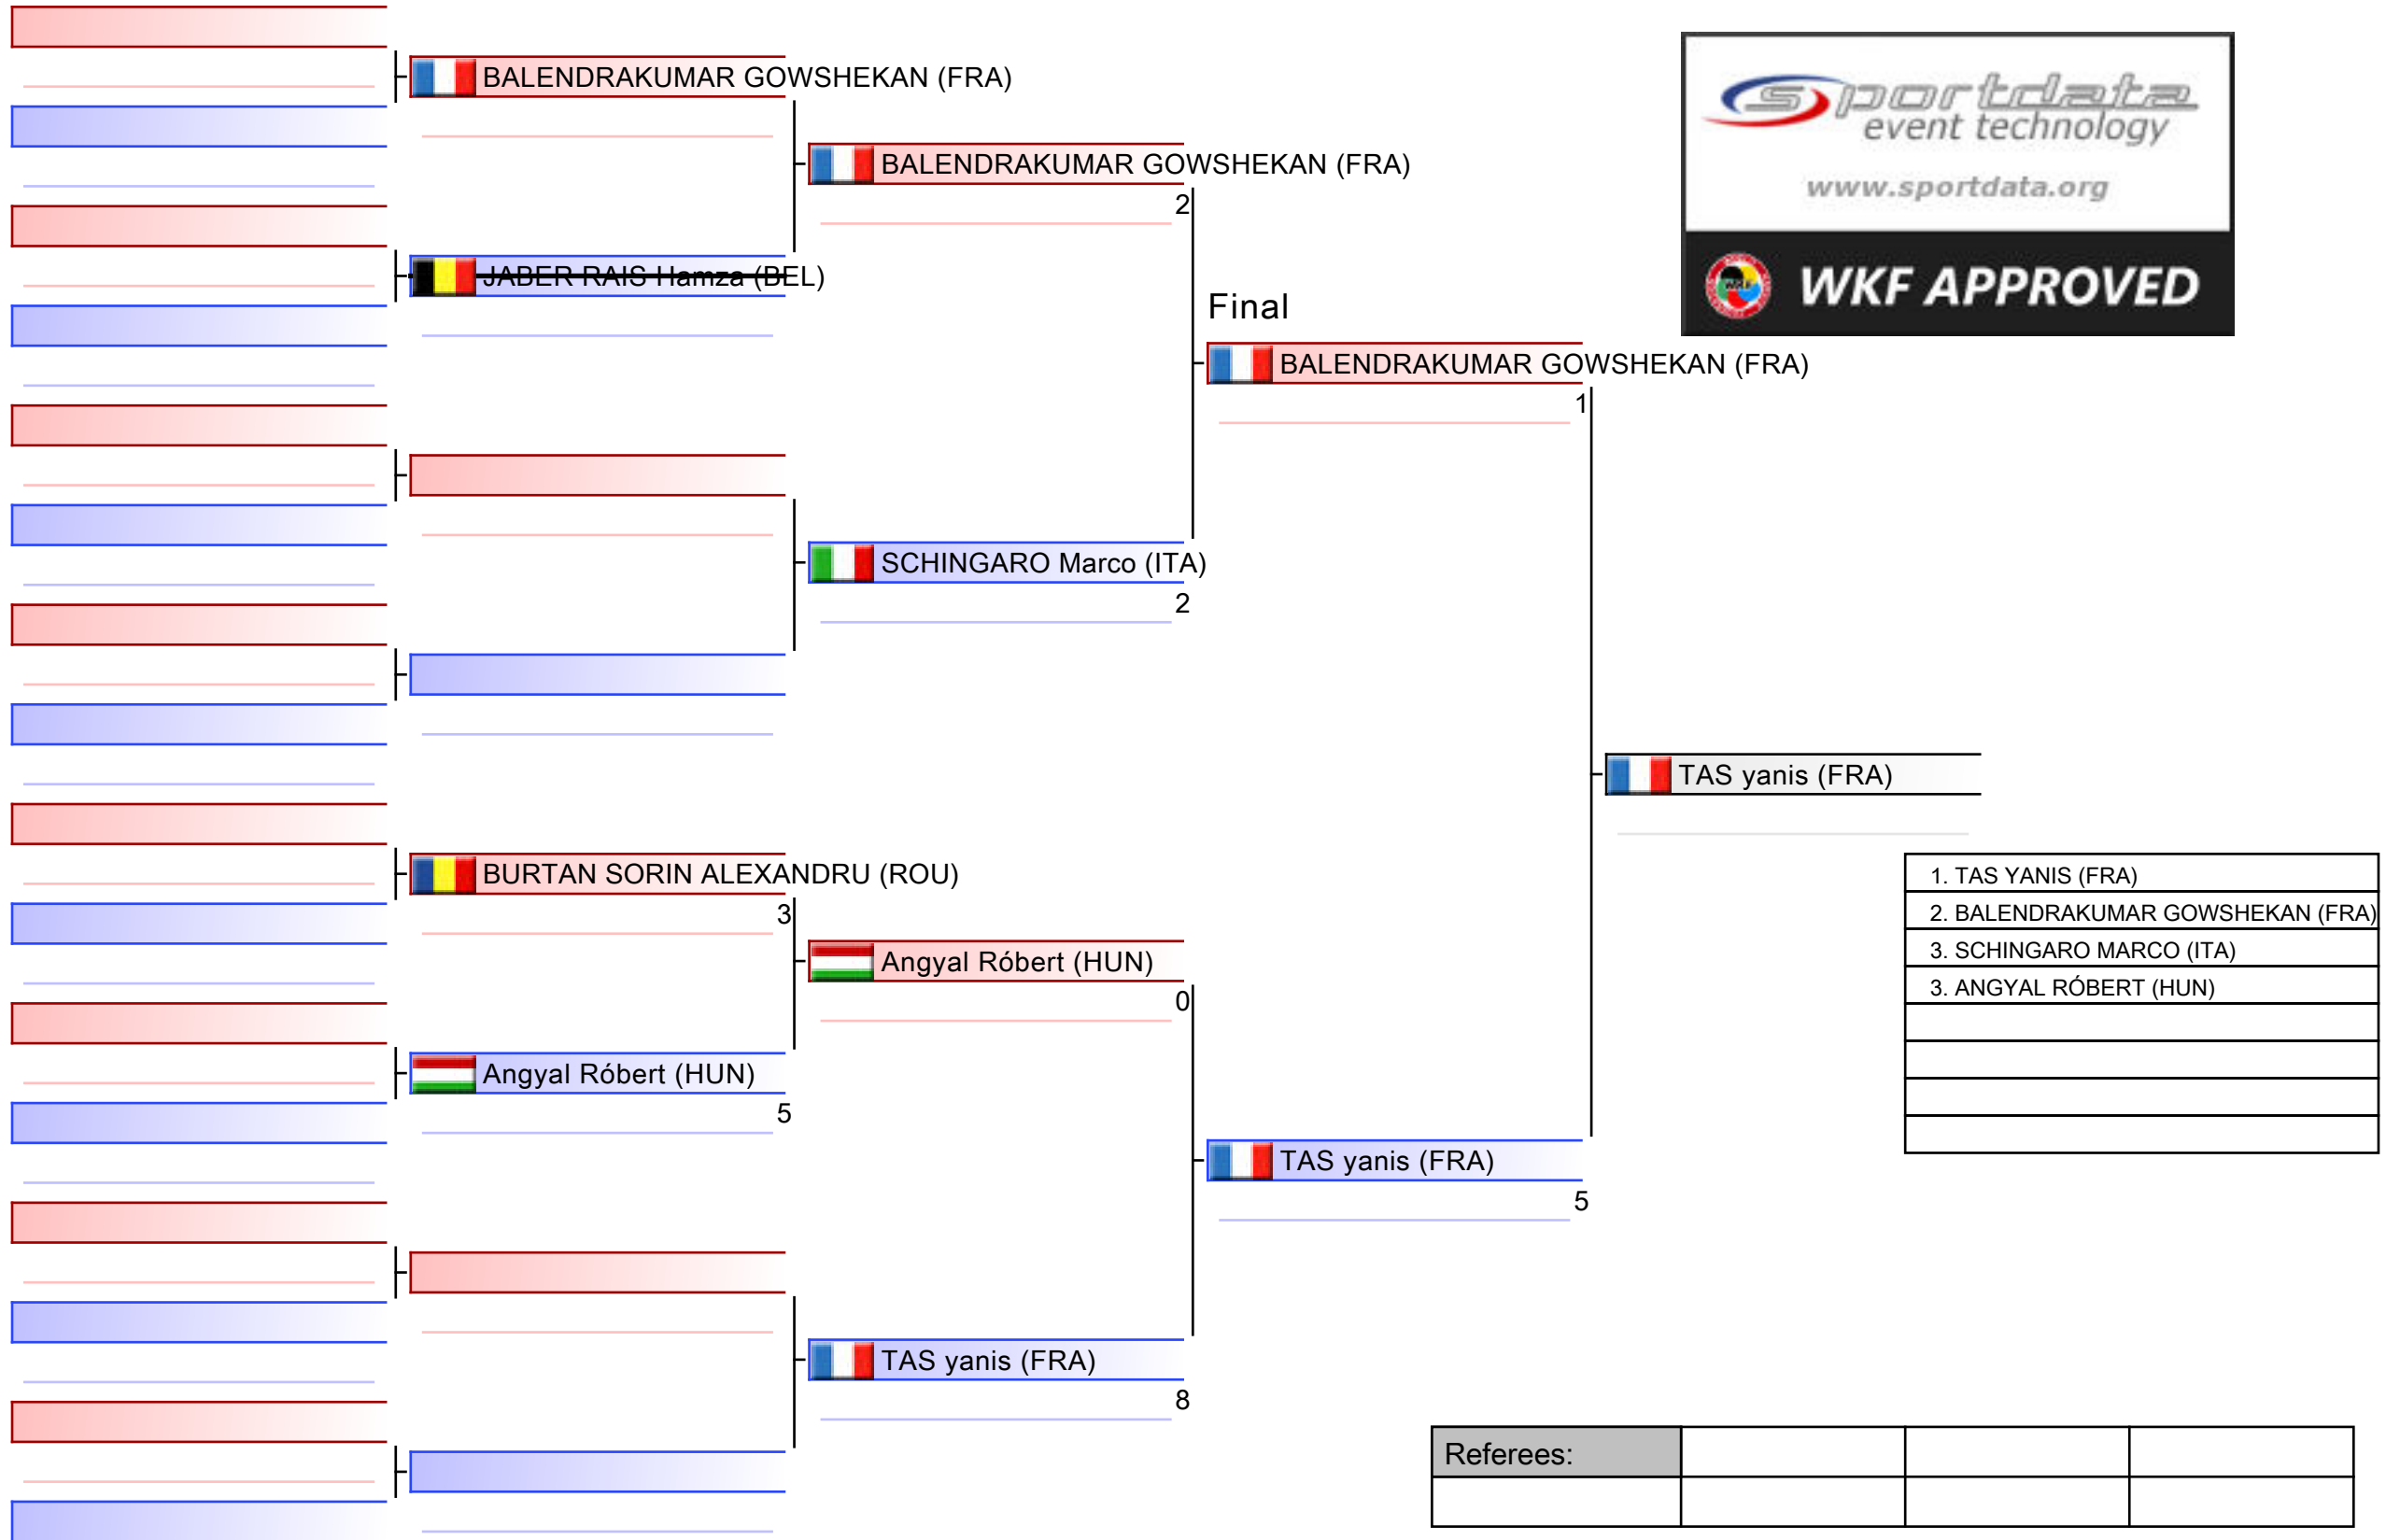 BALENDRAKUMAR GOWSHEKAN (FRA)
JABER RAIS Hamza (BEL)
BURTAN SORIN ALEXANDRU (ROU)
3
Angyal Róbert (HUN)
5
BALENDRAKUMAR GOWSHEKAN (FRA)
2
SCHINGARO Marco (ITA)
2
Angyal Róbert (HUN)
0
TAS yanis (FRA)
8
Final
BALENDRAKUMAR GOWSHEKAN (FRA)
1
TAS yanis (FRA)
5
TAS yanis (FRA)
sportdata
event technology
www.sportdata.org
WKF APPROVED
1. TAS YANIS (FRA)
2. BALENDRAKUMAR GOWSHEKAN (FRA)
3. SCHINGARO MARCO (ITA)
3. ANGYAL RÓBERT (HUN)
Referees: